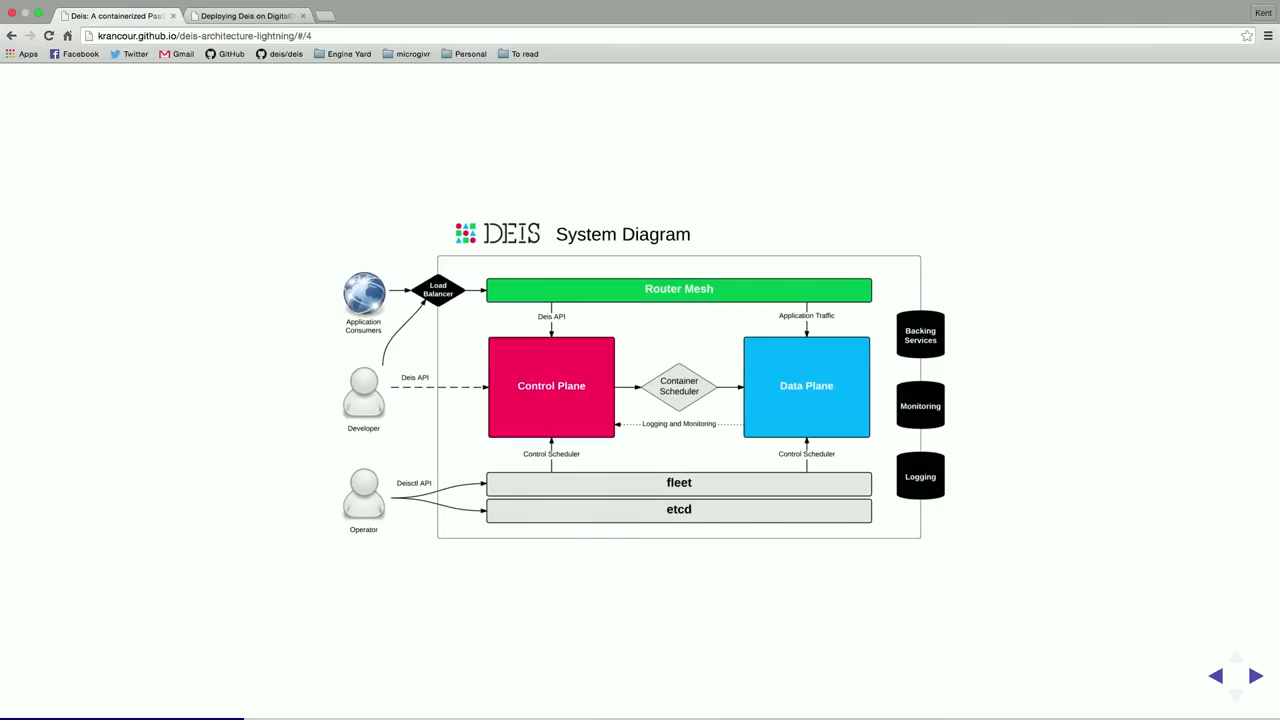 Deis: A containerized Paa
Deploying Deis on Digital
Kent
krancour.github.io/deis-architecture-lightning/#/4
Apps
Facebook
Twitter
Gmail
GitHub
deis/deis
Engine Yard
microgivr
Personal
To read
DEIS System Diagram
Load
Balancer
Router Mesh
Application
Consumers
Deis API
Application Traffic
Backing
Services
Deis API
Control Plane
Container
Scheduler
Data Plane
Monitoring
Developer
Logging and Monitoring
Control Scheduler
Control Scheduler
Logging
Deisctl API
fleet
etcd
Operator